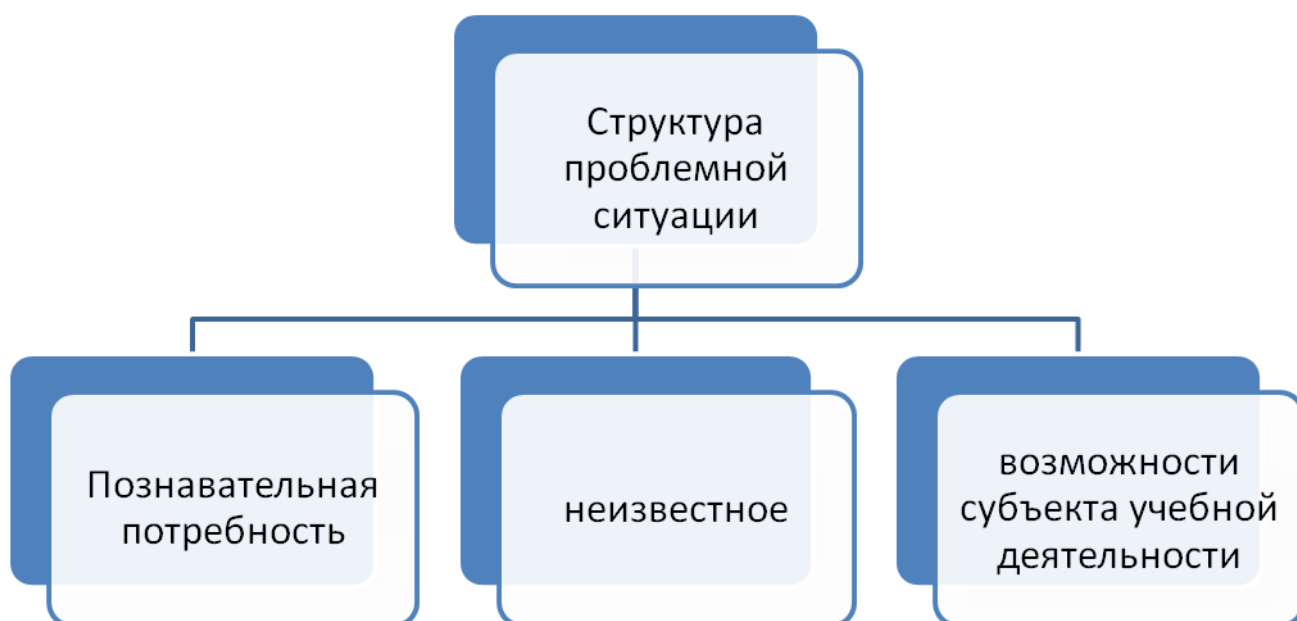 Структура
проблемной
ситуации
Познавательная
потребность
неизвестное
возможности
субъекта учебной
деятельности